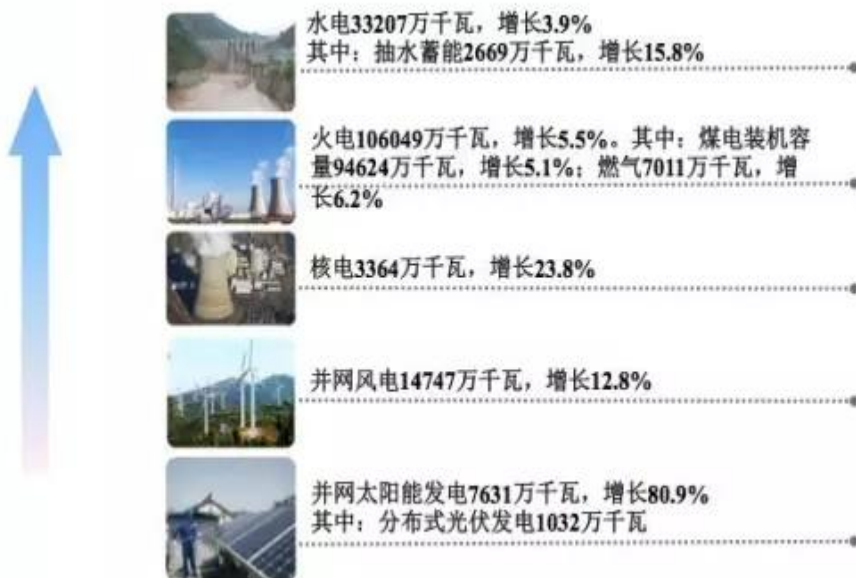 水电33207万千瓦，增长3.9%
其中：抽水蓄能2669万千瓦，增长15.8%
火电106049万千瓦，增长5.5%。其中：煤电装机容
量94624万千瓦，增长5.1%；燃气7011万千瓦，增
长6.2%
核电3364万千瓦，增长23.8%
并网风电14747万千瓦，增长12.8%
并网太阳能发电7631万千瓦，增长80.9%
其中：分布式光伏发电1032万千瓦